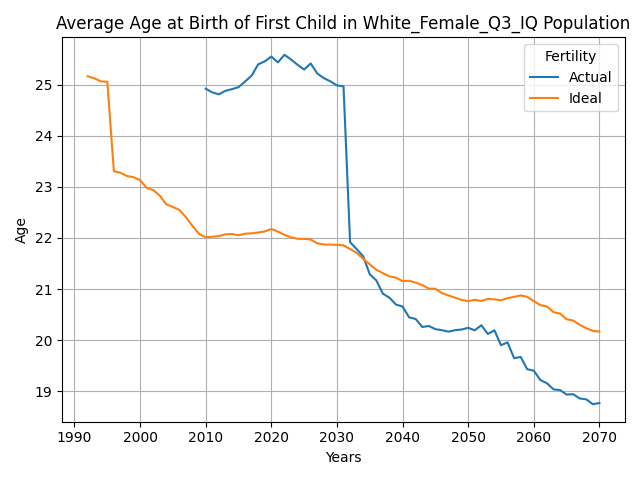 Average Age at Birth of First Child in White_Female_Q3_IQ Population
Fertility
Actual
Ideal
25
24
23
22
21
20
19
Age
1990 2000 2010 2020 2030 2040 2050 2060 2070
Years